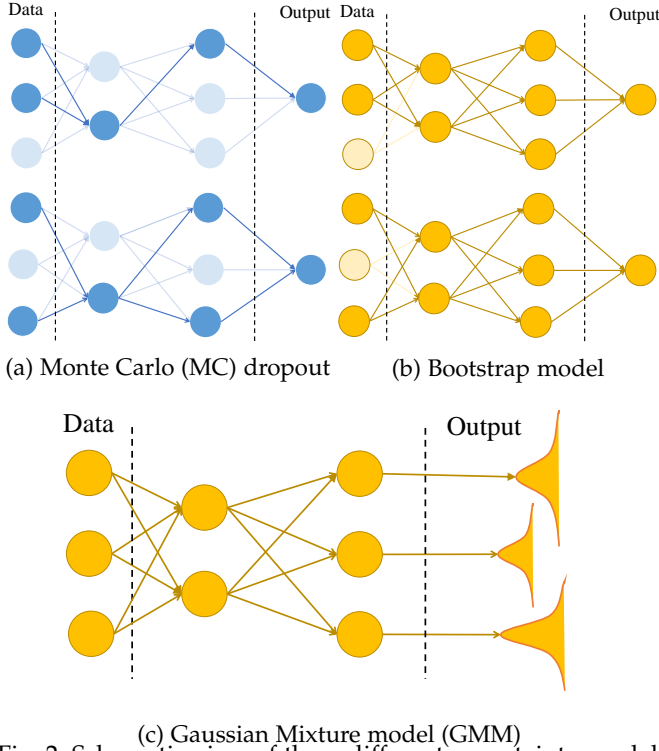 Data
Output
Data
Output
(a) Monte Carlo (MC) dropout
(b) Bootstrap model
Data
Output
(c) Gaussian Mixture model (GMM)